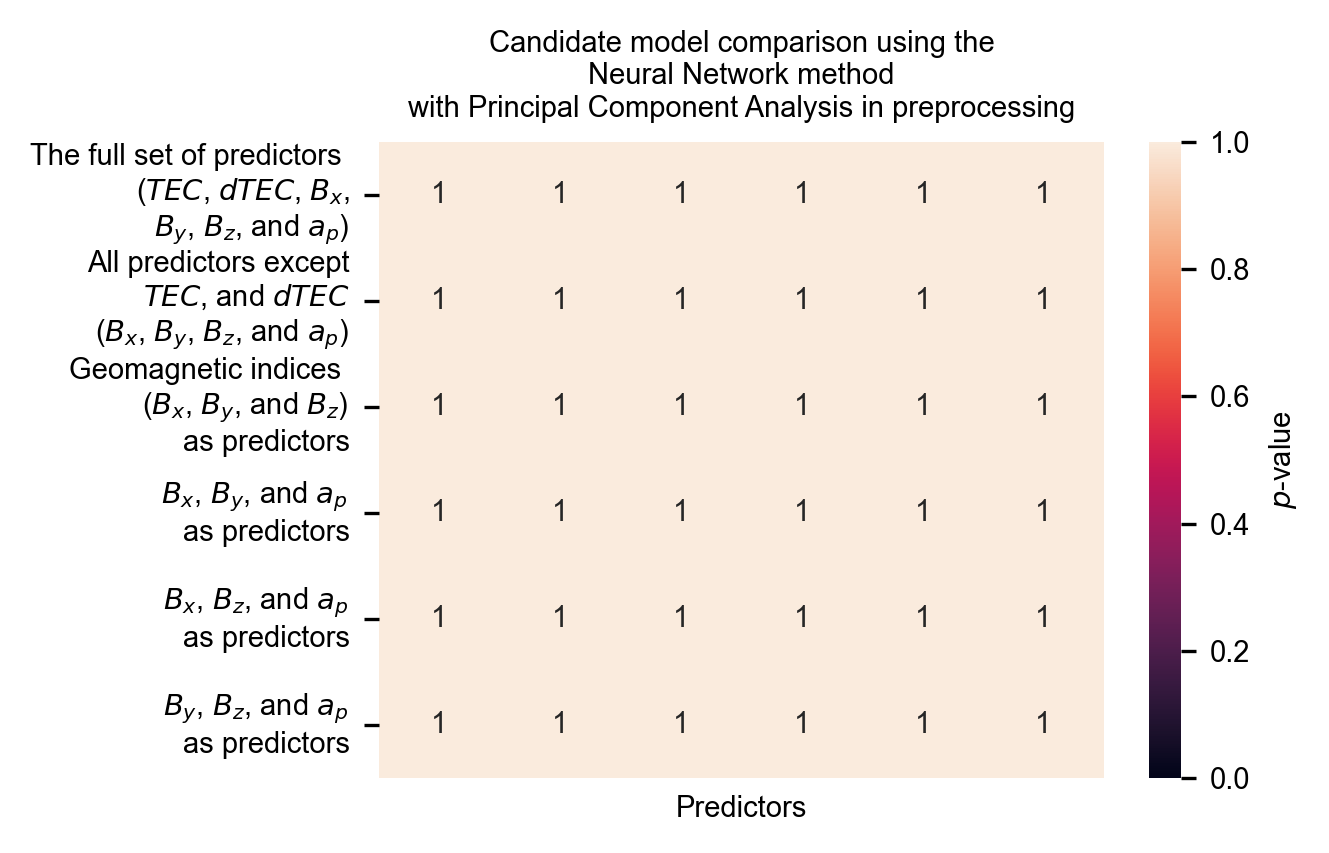 Candidate model comparison using the
Neural Network method
with Principal Component Analysis in preprocessing
The full set of predictors
(TEC, dTEC, Bx,
By, Bz, and ap)
1 1 1 1 1 1
All predictors except
TEC, and dTEC
(Bx, By, Bz, and ap)
1 1 1 1 1 1
Geomagnetic indices
(Bx, By, and Bz)
as predictors
1 1 1 1 1 1
Bx, By, and ap
as predictors
1 1 1 1 1 1
Bx, Bz, and ap
as predictors
1 1 1 1 1 1
By, Bz, and ap
as predictors
1 1 1 1 1 1
Predictors
1.0
0.8
0.6
0.4
0.2
0.0
p-value